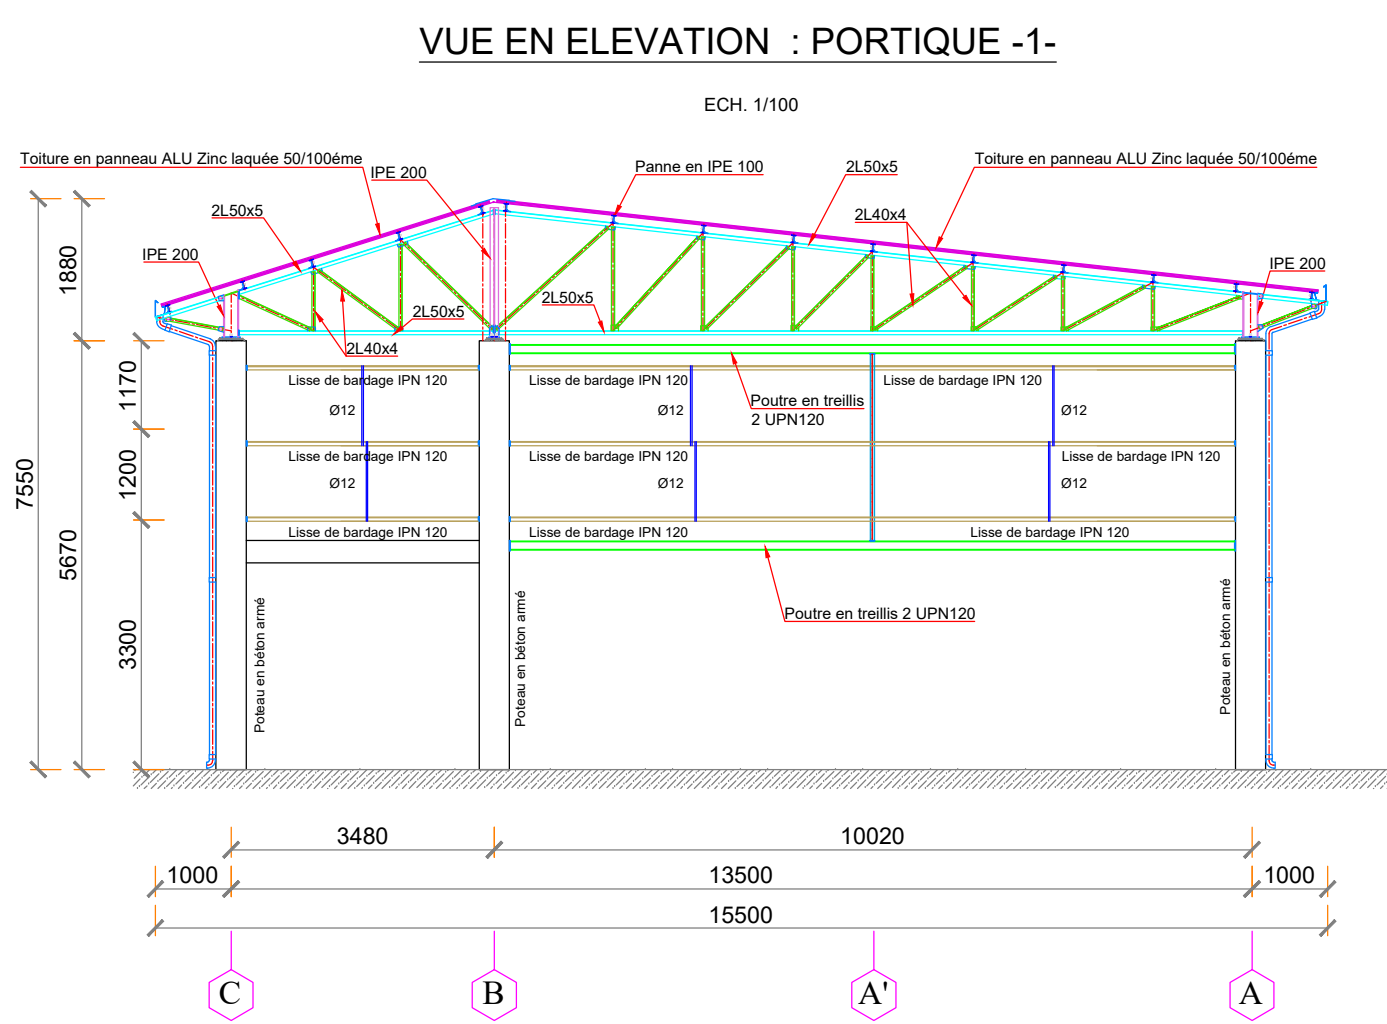 VUE EN ELEVATION : PORTIQUE -1-
ECH. 1/100
Toiture en panneau ALU Zinc laquée 50/100éme
IPE 200
Panne en IPE 100
2L50x5
Toiture en panneau ALU Zinc laquée 50/100éme
2L50x5
2L40x4
IPE 200
IPE 200
1880
2L50x5
2L50x5
2L40x4
7550
5670
1170
1200
3300
Lisse de bardage IPN 120
Lisse de bardage IPN 120
Lisse de bardage IPN 120
Ø12
Ø12
Ø12
Poutre en treillis
2 UPN120
Lisse de bardage IPN 120
Lisse de bardage IPN 120
Lisse de bardage IPN 120
Ø12
Ø12
Ø12
Lisse de bardage IPN 120
Lisse de bardage IPN 120
Lisse de bardage IPN 120
Poutre en treillis 2 UPN120
Poteau en béton armé
Poteau en béton armé
Poteau en béton armé
3480
10020
1000
13500
1000
15500
C
B
A'
A